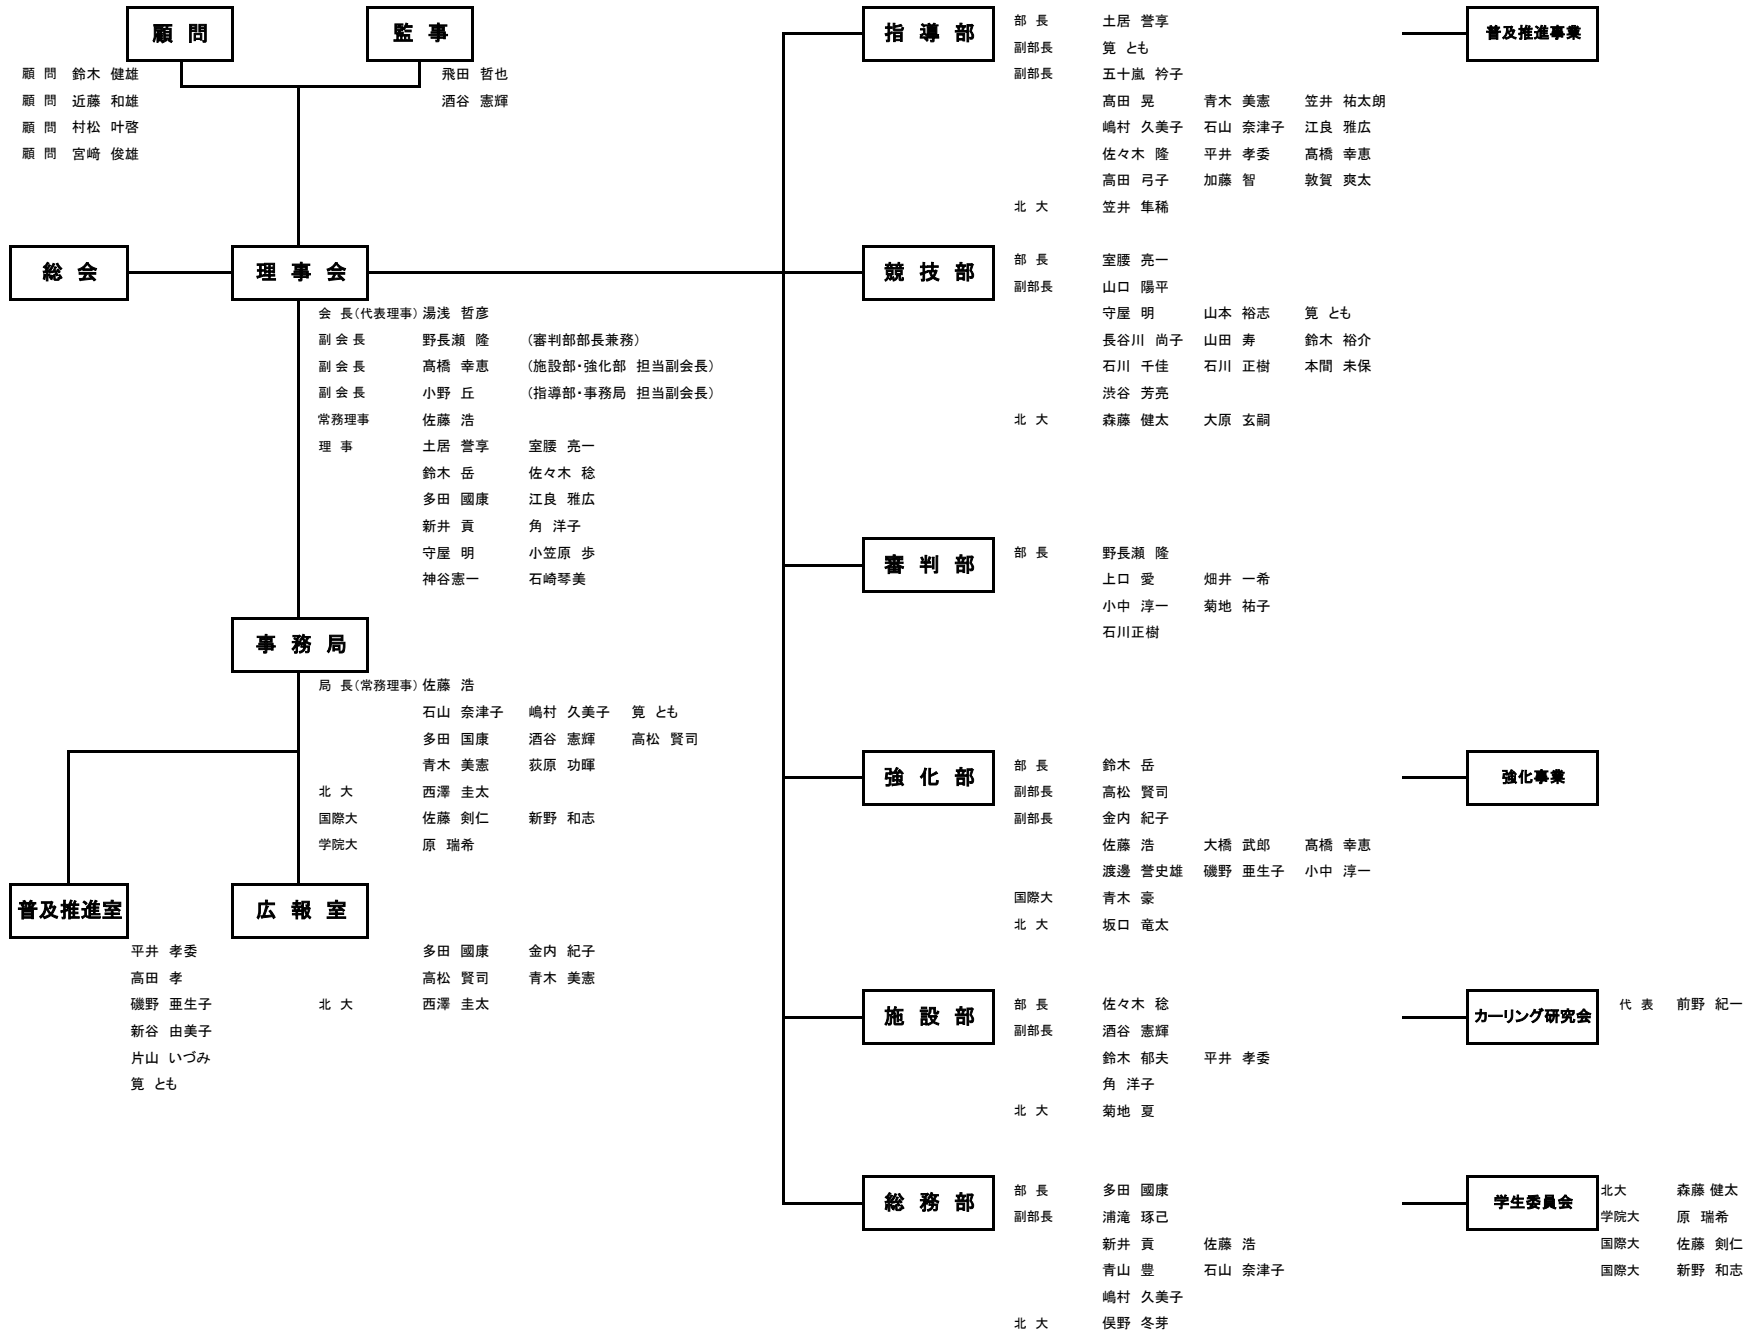 顧 問
顧 問 鈴木 健雄
顧 問 近藤 和雄
顧 問 村松 叶啓
顧 問 宮﨑 俊雄
監 事
飛田 哲也
酒谷 憲輝
総 会
理 事 会
会 長(代表理事) 湯浅 哲彦
副 会 長 野長瀬 隆 (審判部部長兼務)
副 会 長 髙橋 幸恵 (施設部・強化部 担当副会長)
副 会 長 小野 丘 (指導部・事務局 担当副会長)
常務理事 佐藤 浩
理 事 土居 誉享 室腰 亮一
鈴木 岳 佐々木 稔
多田 國康 江良 雅広
新井 貢 角 洋子
守屋 明 小笠原 歩
神谷憲一 石崎琴美
事 務 局
局 長(常務理事) 佐藤 浩
石山 奈津子 嶋村 久美子 筧 とも
多田 国康 酒谷 憲輝 高松 賢司
青木 美憲 荻原 功暉
北 大 西澤 圭太
国際大 佐藤 剣仁 新野 和志
学院大 原 瑞希
普及推進室
平井 孝委
高田 孝
磯野 亜生子
新谷 由美子
片山 いづみ
筧 とも
広 報 室
多田 國康 金内 紀子
高松 賢司 青木 美憲
北 大 西澤 圭太
指 導 部
部 長 土居 誉享
副部長 筧 とも
副部長 五十嵐 衿子
髙田 晃 青木 美憲 笠井 祐太朗
嶋村 久美子 石山 奈津子 江良 雅広
佐々木 隆 平井 孝委 髙橋 幸恵
高田 弓子 加藤 智 敦賀 爽太
北 大 笠井 隼稀
普及推進事業
競 技 部
部 長 室腰 亮一
副部長 山口 陽平
守屋 明 山本 裕志 筧 とも
長谷川 尚子 山田 寿 鈴木 裕介
石川 千佳 石川 正樹 本間 未保
渋谷 芳亮
北 大 森藤 健太 大原 玄嗣
審 判 部
部 長 野長瀬 隆
上口 愛 畑井 一希
小中 淳一 菊地 祐子
石川正樹
強 化 部
部 長 鈴木 岳
副部長 高松 賢司
副部長 金内 紀子
佐藤 浩 大橋 武郎 髙橋 幸恵
渡邊 誉史雄 磯野 亜生子 小中 淳一
国際大 青木 豪
北 大 坂口 竜太
強化事業
施 設 部
部 長 佐々木 稔
副部長 酒谷 憲輝
鈴木 郁夫 平井 孝委
角 洋子
北 大 菊地 夏
カーリング研究会
代 表 前野 紀一
総 務 部
部 長 多田 國康
副部長 浦滝 琢己
新井 貢 佐藤 浩
青山 豊 石山 奈津子
嶋村 久美子
北 大 俣野 冬芽
学生委員会
北大 森藤 健太
学院大 原 瑞希
国際大 佐藤 剣仁
国際大 新野 和志